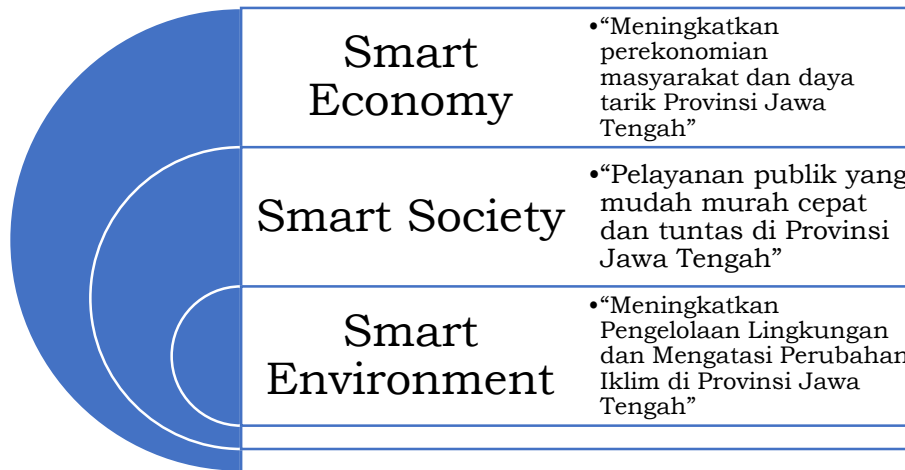 Smart
Economy
•“Meningkatkan
perekonomian
masyarakat dan daya
tarik Provinsi Jawa
Tengah”
Smart Society
•“Pelayanan publik yang
mudah murah cepat
dan tuntas di Provinsi
Jawa Tengah”
Smart
Environment
•“Meningkatkan
Pengelolaan Lingkungan
dan Mengatasi Perubahan
Iklim di Provinsi Jawa
Tengah”